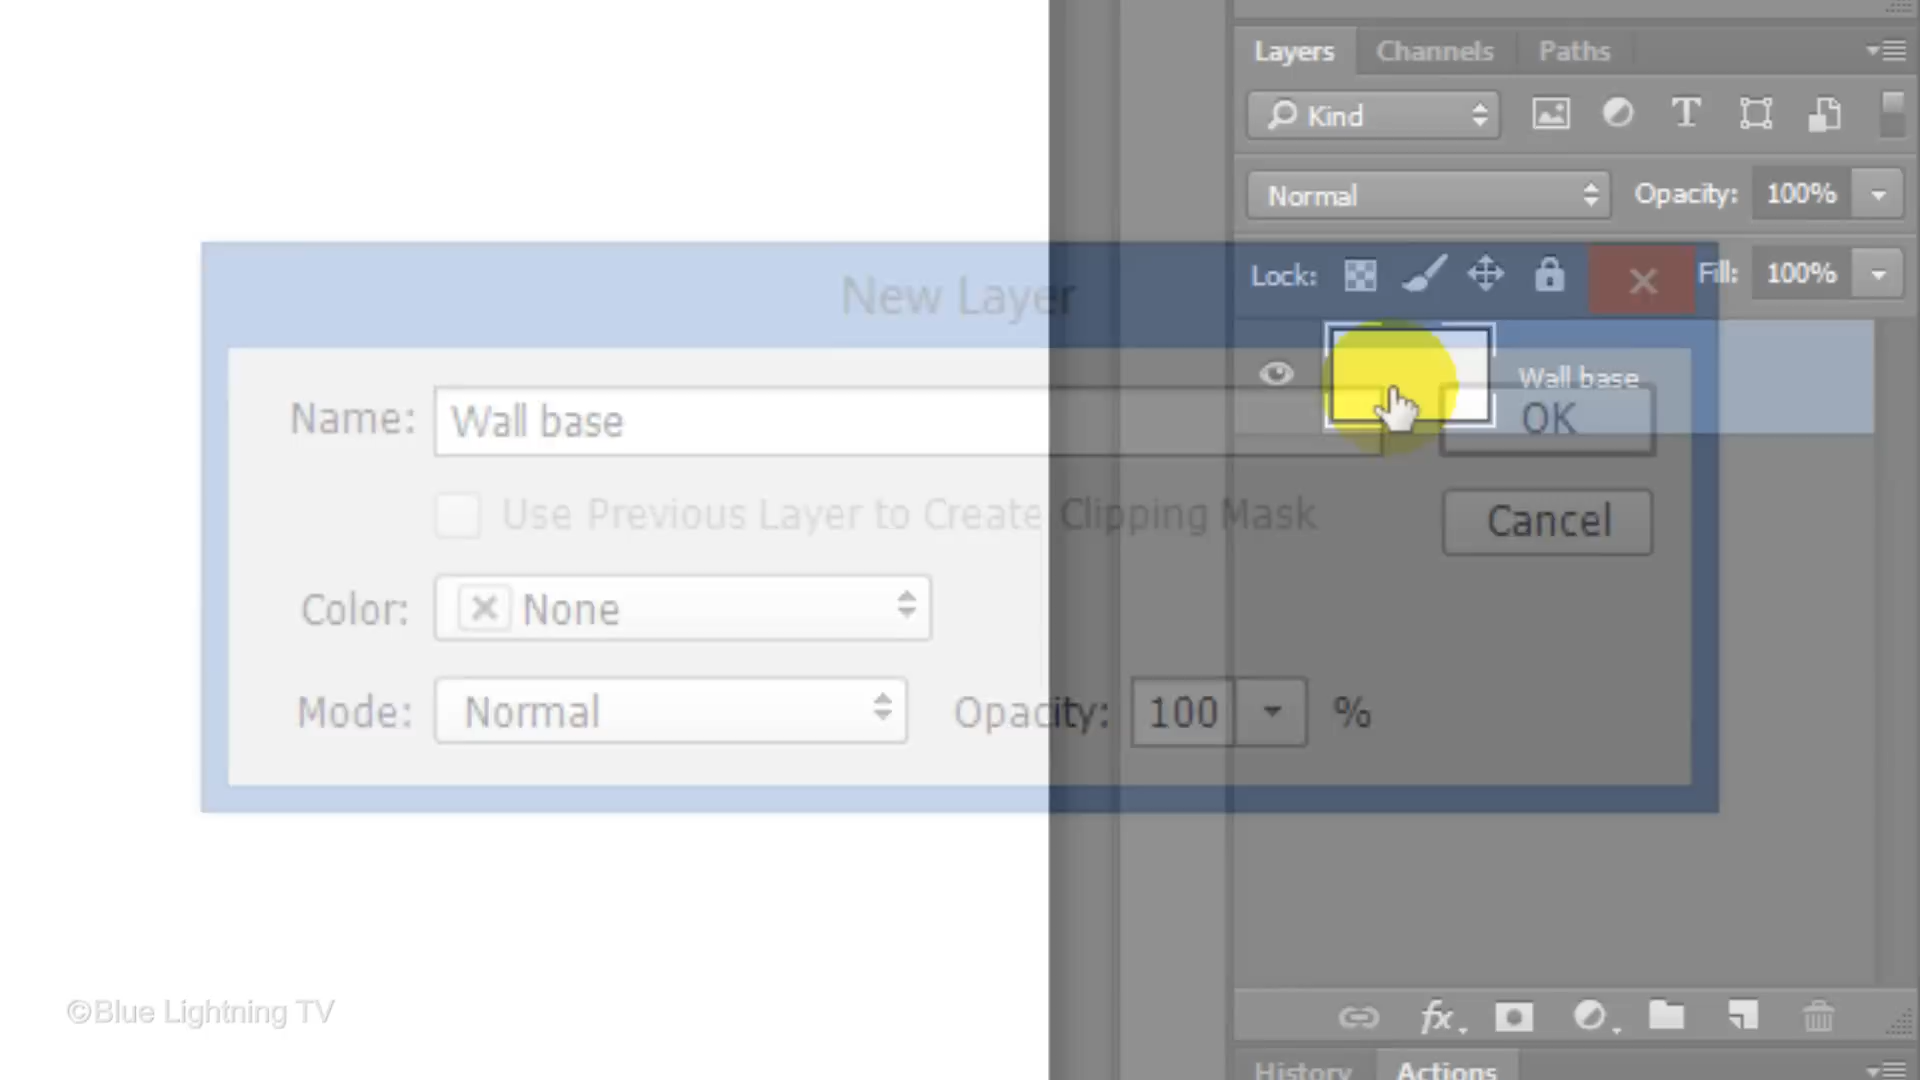 Layers Channels Paths
Kind
Normal Opacity: 100%
Lock: Fill: 100%
New Layer
Wall base
Name: Wall base OK
Use Previous Layer to Create Clipping Mask Cancel
Color: None
Mode: Normal Opacity: 100 %
©Blue Lightning TV
fx
History Actions